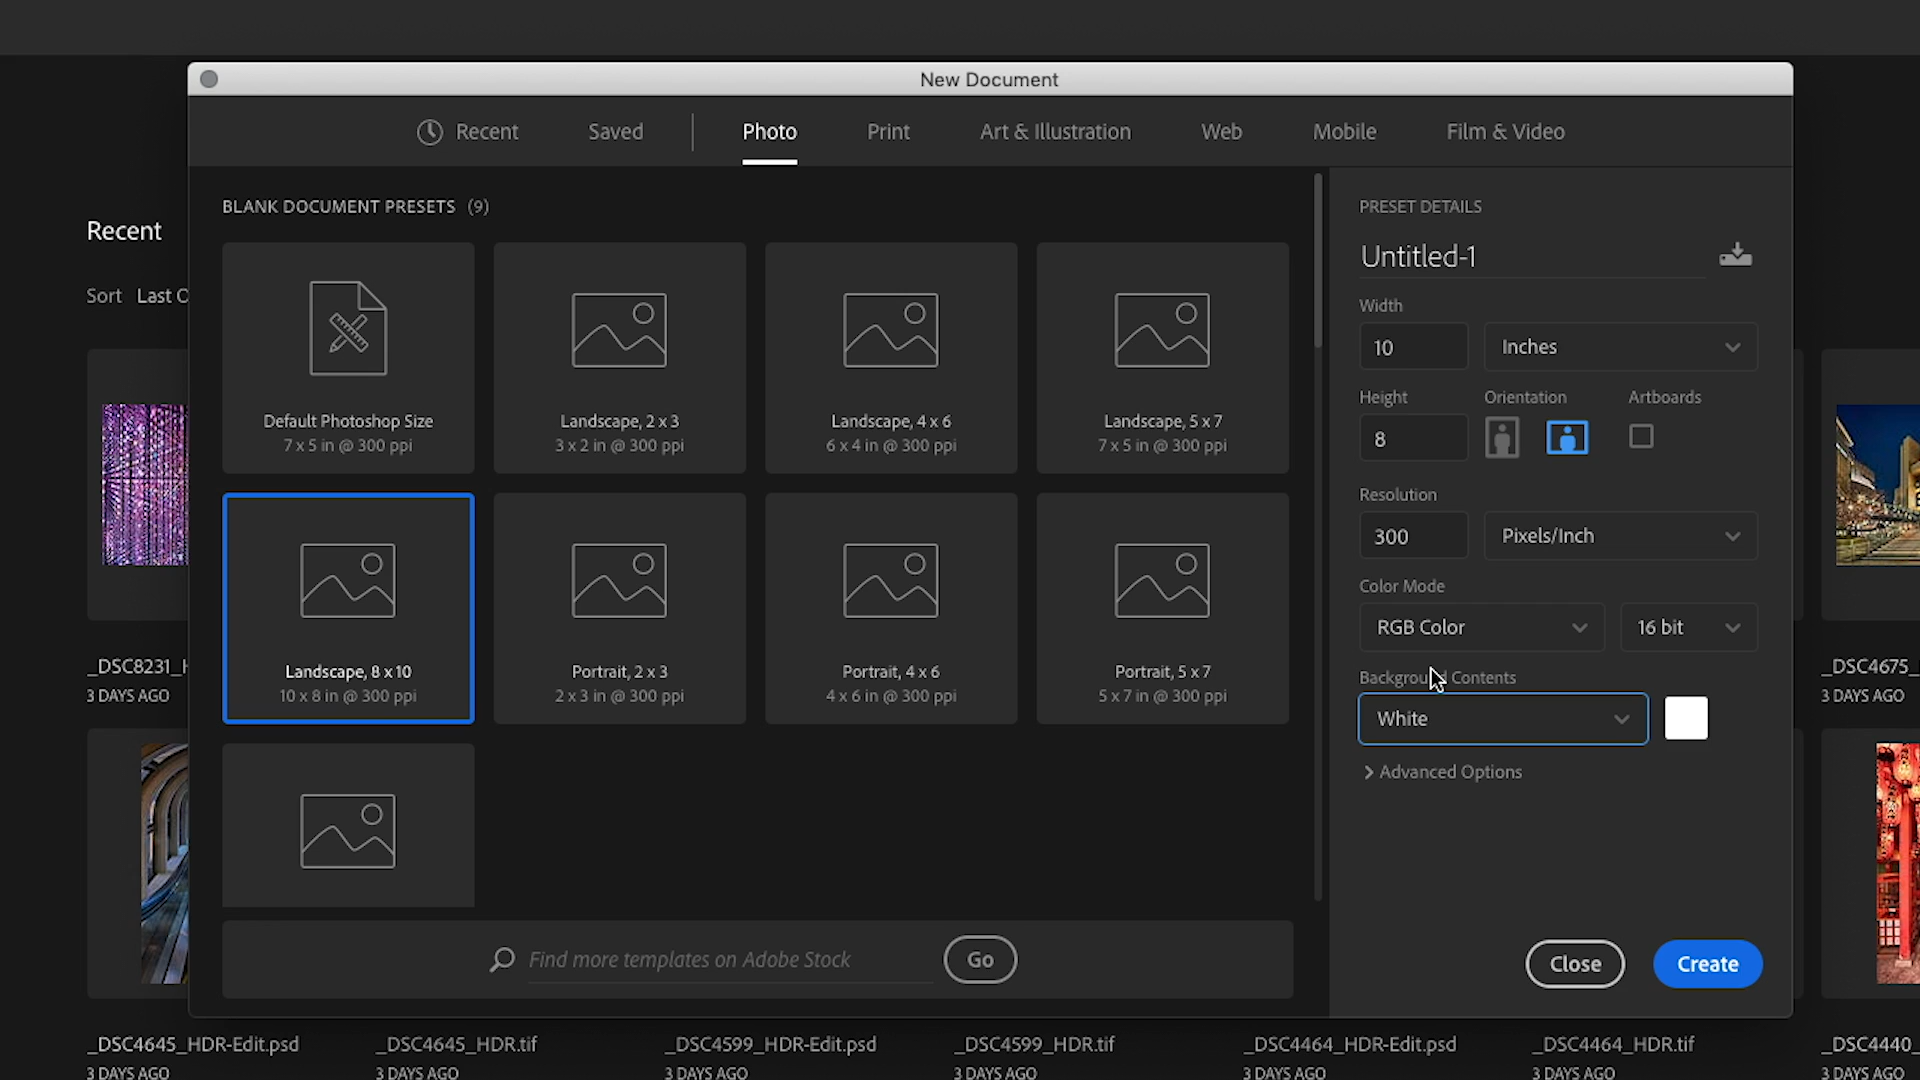 New Document
Recent
Saved
Photo
Print
Art & Illustration
Web
Mobile
Film & Video
Recent
Sort Last O
BLANK DOCUMENT PRESETS (9)
Default Photoshop Size
7 x 5 in @ 300 ppi
Landscape, 2 x 3
3 x 2 in @ 300 ppi
Landscape, 4 x 6
6 x 4 in @ 300 ppi
Landscape, 5 x 7
7 x 5 in @ 300 ppi
Landscape, 8 x 10
10 x 8 in @ 300 ppi
Portrait, 2 x 3
2 x 3 in @ 300 ppi
Portrait, 4 x 6
4 x 6 in @ 300 ppi
Portrait, 5 x 7
5 x 7 in @ 300 ppi
Find more templates on Adobe Stock
Go
PRESET DETAILS
Untitled-1
Width
10
Inches
Height
Orientation
Artboards
8
Resolution
300
Pixels/Inch
Color Mode
RGB Color
16 bit
Background Contents
White
Advanced Options
Close
Create
_DSC8231_H
3 DAYS AGO
_DSC4675_
3 DAYS AGO
_DSC4645_HDR-Edit.psd
3 DAYS AGO
_DSC4645_HDR.tif
3 DAYS AGO
_DSC4599_HDR-Edit.psd
3 DAYS AGO
_DSC4599_HDR.tif
3 DAYS AGO
_DSC4464_HDR-Edit.psd
3 DAYS AGO
_DSC4464_HDR.tif
3 DAYS AGO
_DSC4440_
3 DAYS AGO